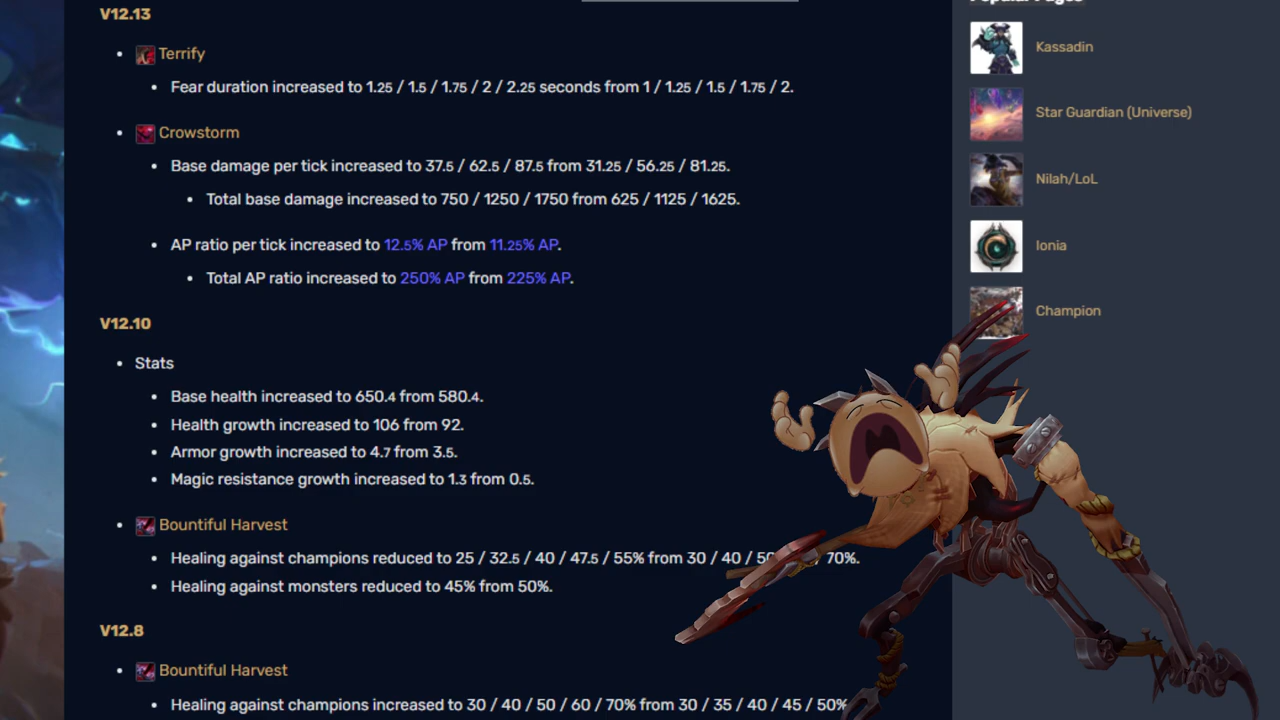 V12.13
Terrify
Fear duration increased to 1.25 / 1.5 / 1.75 / 2 / 2.25 seconds from 1 / 1.25 / 1.5 / 1.75 / 2.
Crowstorm
Base damage per tick increased to 37.5 / 62.5 / 87.5 from 31.25 / 56.25 / 81.25.
Total base damage increased to 750 / 1250 / 1750 from 625 / 1125 / 1625.
AP ratio per tick increased to 12.5% AP from 11.25% AP.
Total AP ratio increased to 250% AP from 225% AP.
V12.10
Stats
Base health increased to 650.4 from 580.4.
Health growth increased to 106 from 92.
Armor growth increased to 4.7 from 3.5.
Magic resistance growth increased to 1.3 from 0.5.
Bountiful Harvest
Healing against champions reduced to 25 / 32.5 / 40 / 47.5 / 55% from 30 / 40 / 70%.
Healing against monsters reduced to 45% from 50%.
V12.8
Bountiful Harvest
Healing against champions increased to 30 / 40 / 50 / 60 / 70% from 30 / 35 / 40 / 45 / 50%
Popular Pages
Kassadin
Star Guardian (Universe)
Nilah/LoL
Ionia
Champion